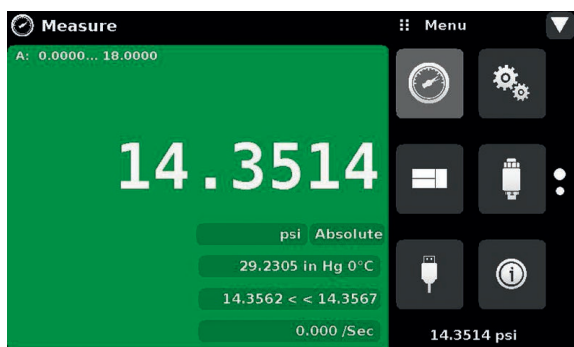 Measure
Menu
A: 0.0000... 18.0000
14.3514
psi Absolute
29.2305 in Hg 0°C
14.3562 < < 14.3567
0.000 /Sec
14.3514 psi